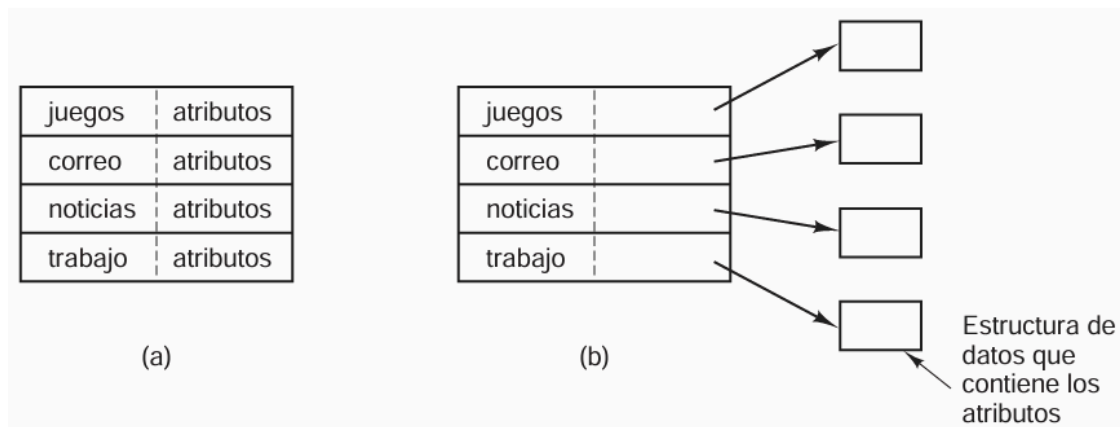 juegos atributos
correo atributos
noticias atributos
trabajo atributos
(a)
juegos
correo
noticias
trabajo
(b)
Estructura de
datos que
contiene los
atributos